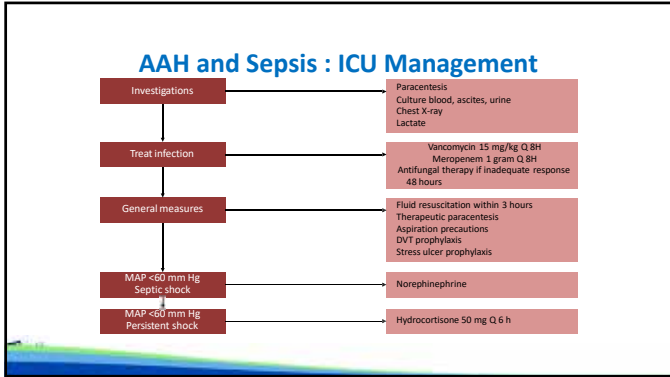 AAH and Sepsis : ICU Management
Investigations
Paracentesis
Culture blood, ascites, urine
Chest X-ray
Lactate
Treat infection
Vancomycin 15 mg/kg Q 8H
Meropenem 1 gram Q 8H
Antifungal therapy if inadequate response
48 hours
General measures
Fluid resuscitation within 3 hours
Therapeutic paracentesis
Aspiration precautions
DVT prophylaxis
Stress ulcer prophylaxis
MAP <60 mm Hg
Septic shock
Norephinephrine
MAP <60 mm Hg
Persistent shock
Hydrocortisone 50 mg Q 6 h